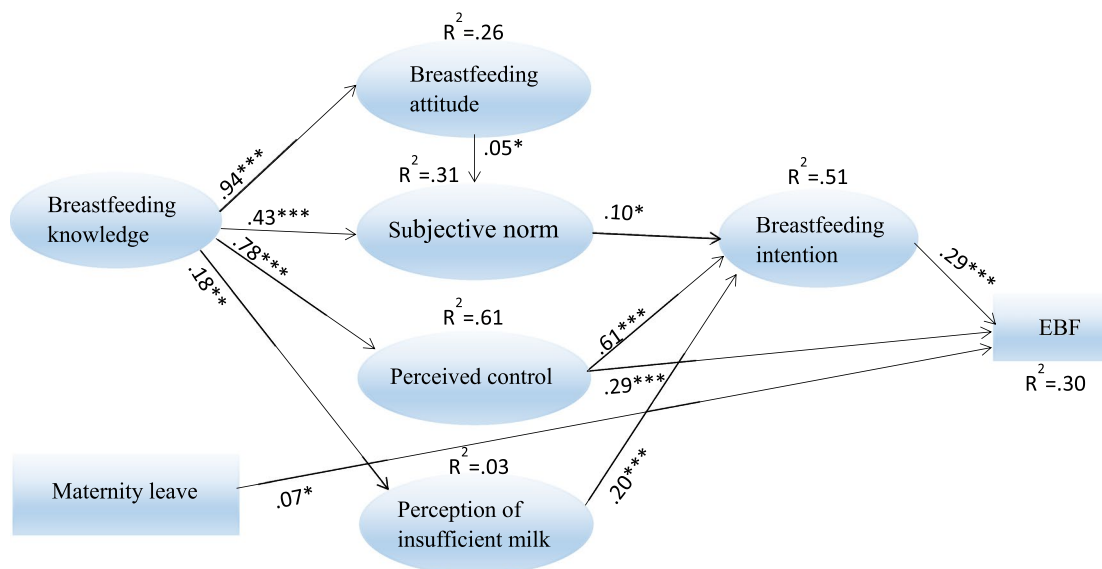 R2=.26
Breastfeeding
attitude
.94***
.05*
R2=.31
R2=.51
Breastfeeding
knowledge
.43***
Subjective norm
.10*
Breastfeeding
intention
.78***
.18**
.29***
R2=.61
.61***
EBF
Perceived control
.29***
R2=.30
R2=.03
.20***
Maternity leave
.07*
Perception of
insufficient milk